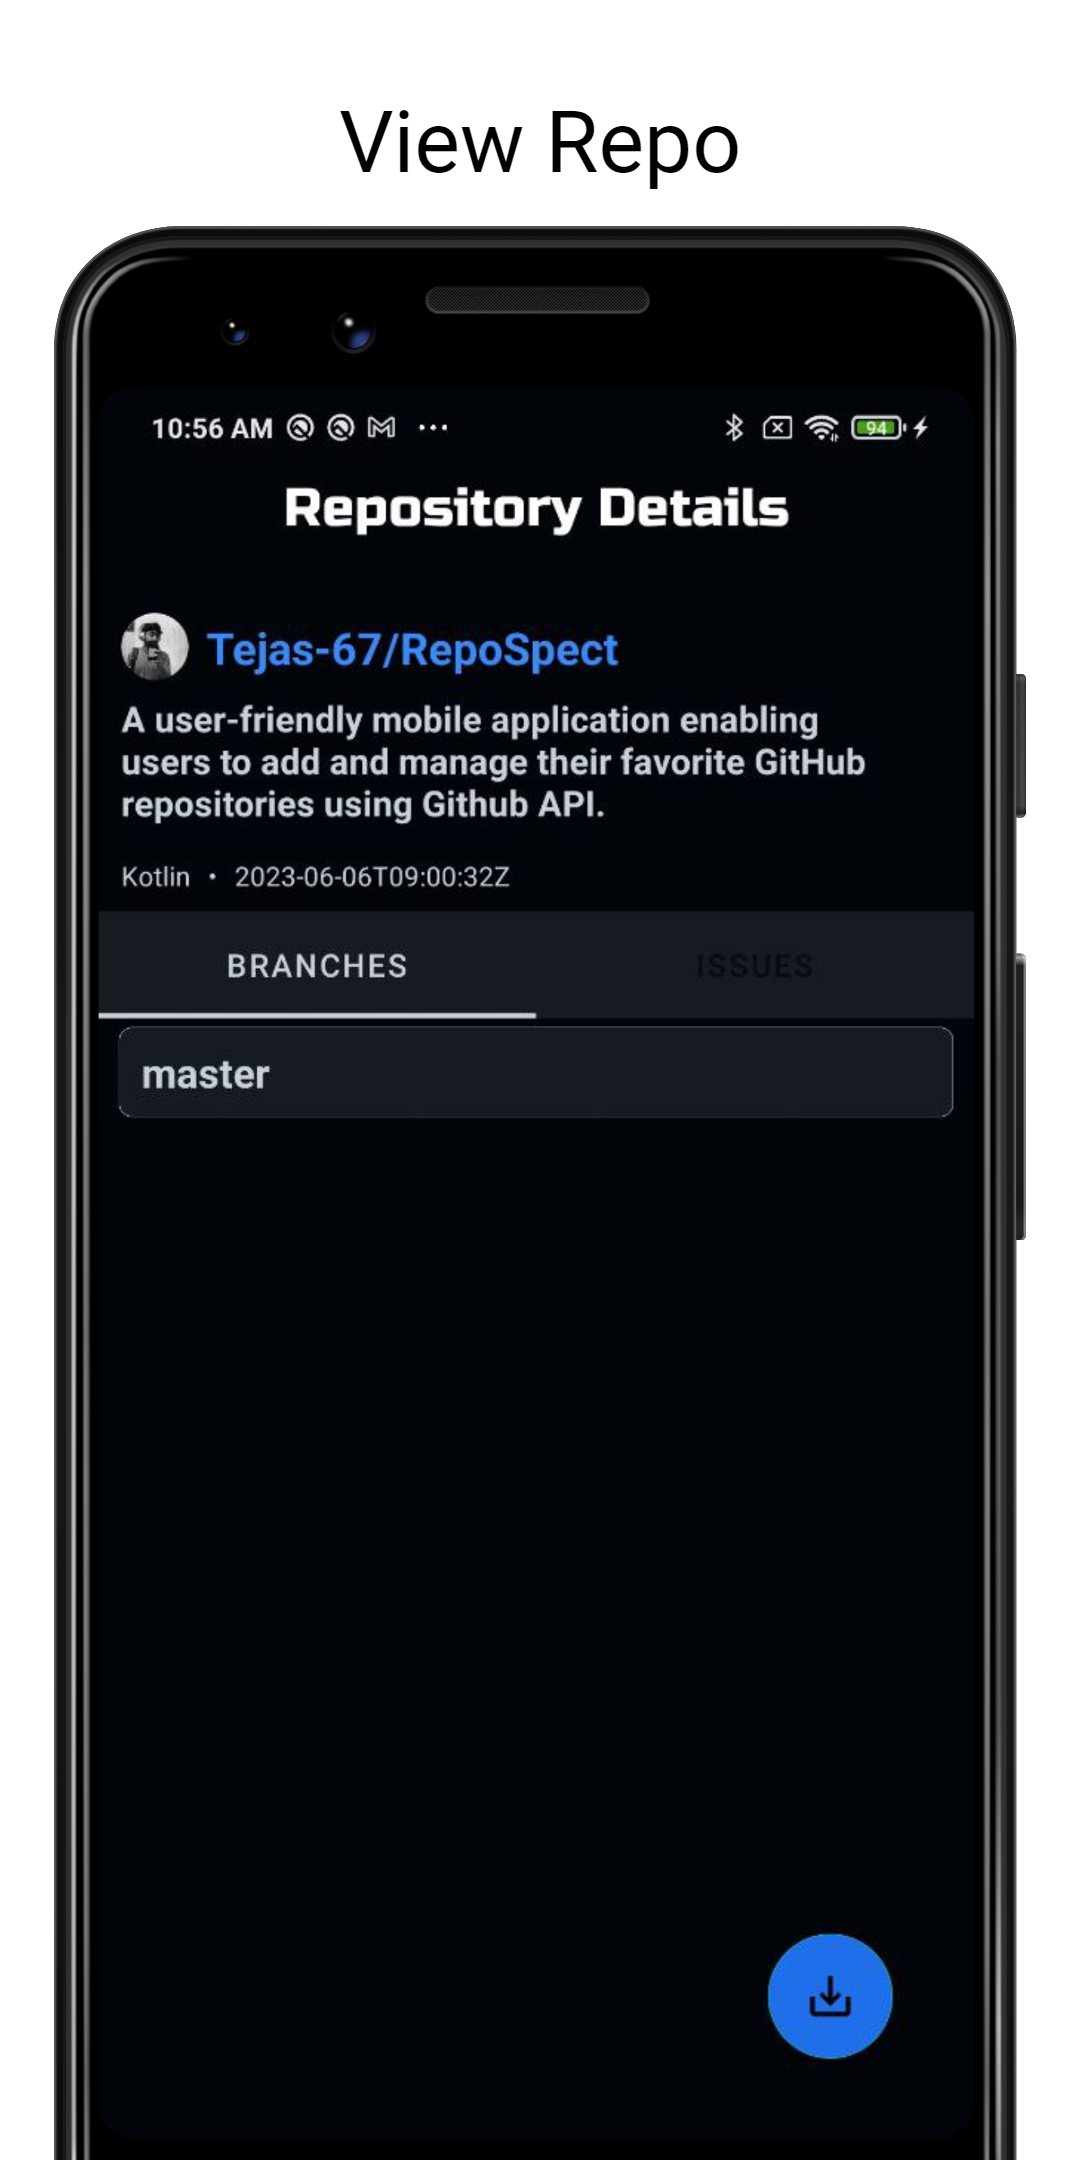 View Repo
10:56 AM ... 94
Repository Details
Tejas-67/RepoSpect
A user-friendly mobile application enabling
users to add and manage their favorite GitHub
repositories using Github API.
Kotlin • 2023-06-06T09:00:32Z
BRANCHES ISSUES
master